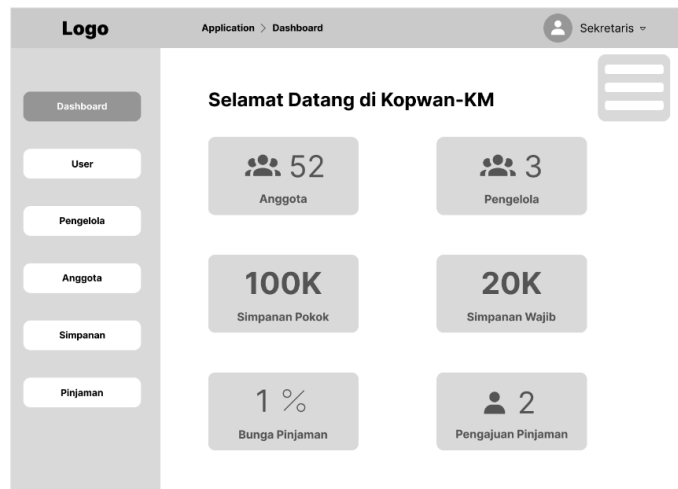 Logo
Application > Dashboard
Sekretaris
Dashboard
User
Pengelola
Anggota
Simpanan
Pinjaman
Selamat Datang di Kopwan-KM
52
Anggota
3
Pengelola
100K
Simpanan Pokok
20K
Simpanan Wajib
1 %
Bunga Pinjaman
2
Pengajuan Pinjaman